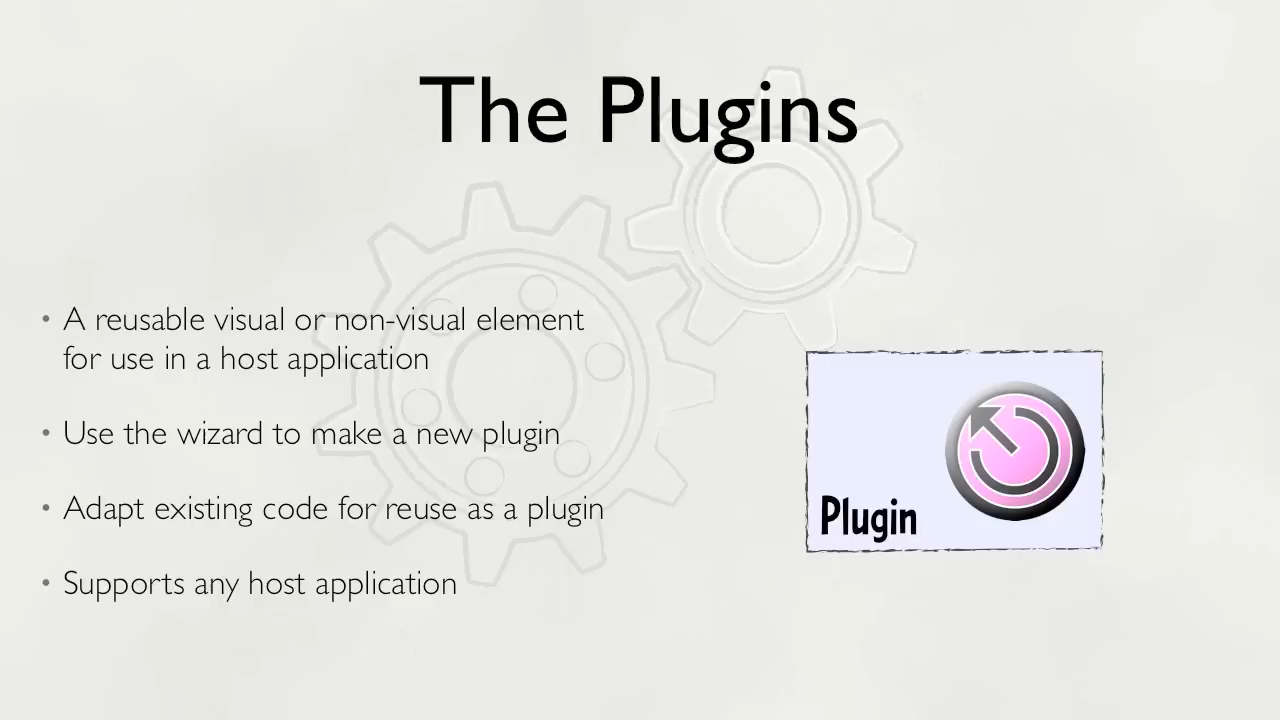 The Plugins
• A reusable visual or non-visual element
for use in a host application
• Use the wizard to make a new plugin
• Adapt existing code for reuse as a plugin
• Supports any host application
Plugin